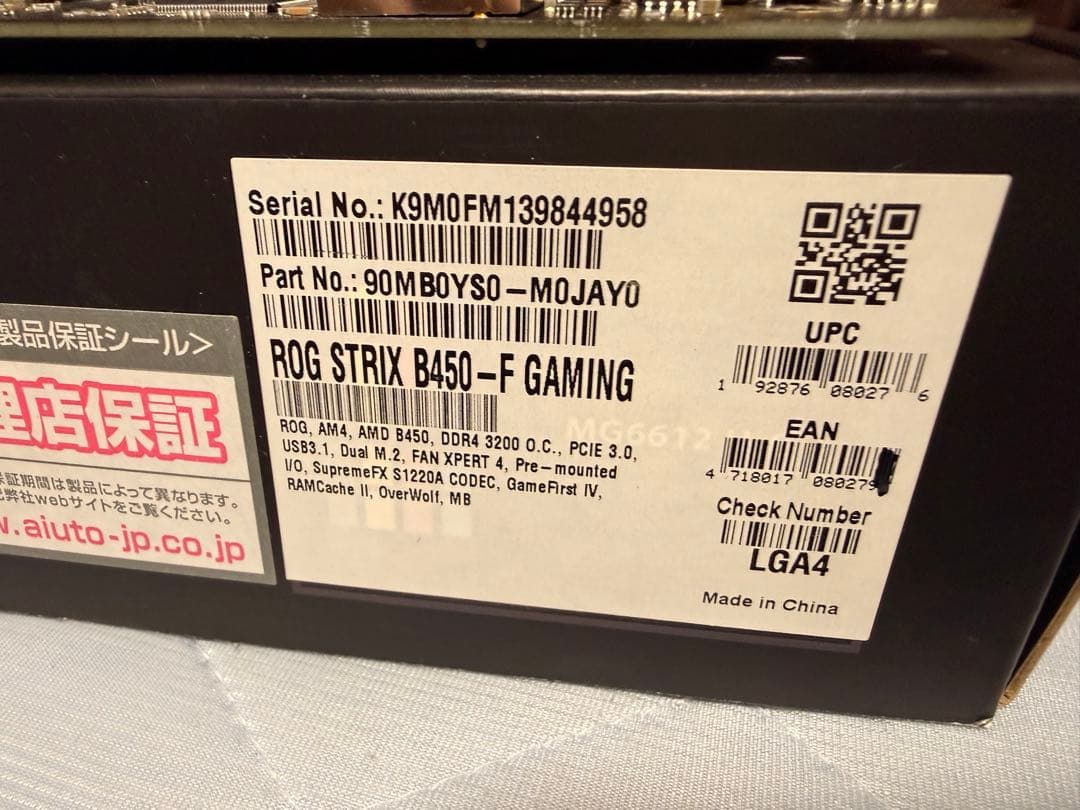 Serial No.: K9M0FM139844958
Part No.: 90MB0YS0-M0JAY0
ROG STRIX B450-F GAMING
ROG, AM4, AMD B450, DDR4 3200 O.C., PCIE 3.0,
USB3.1, Dual M.2, FAN XPERT 4, Pre-mounted
I/O, SupremeFX S1220A CODEC, GameFirst IV,
RAMCache II, OverWolf, MB
UPC
1 92876 08027 6
EAN
4 718017 080279
Check Number
LGA4
Made in China
製品保証シール>
理店保証
保証期間は製品によって異なります。
弊社webサイトをご覧ください。
w.aiuto-jp.co.jp